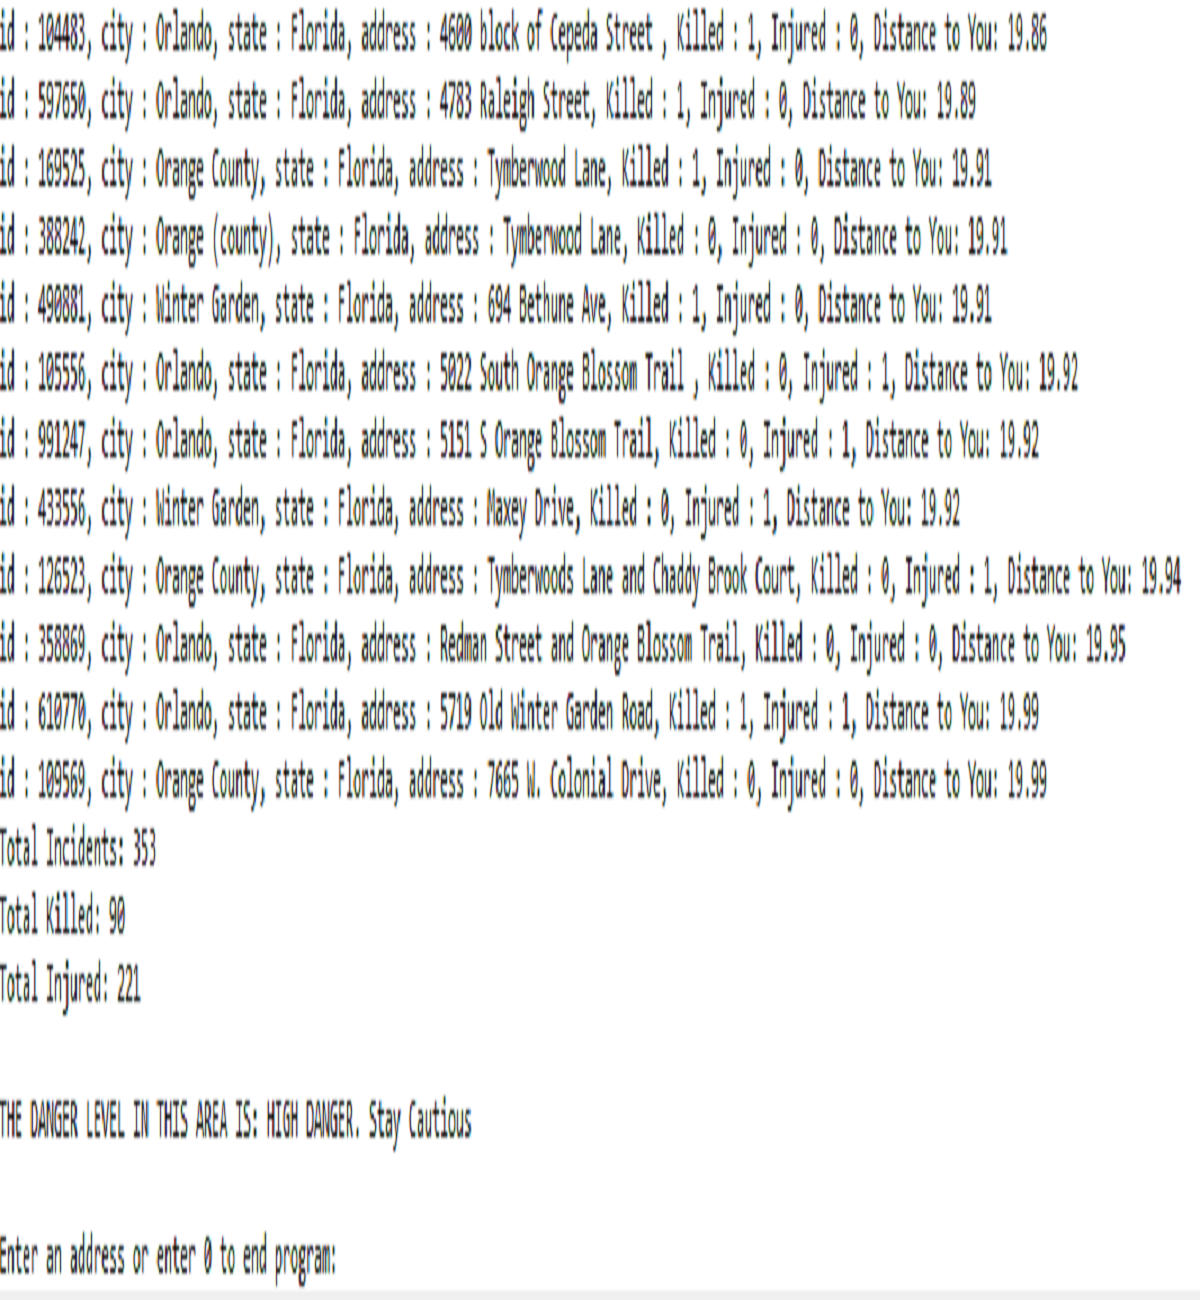 id : 104483, city : Orlando, state : Florida, address : 4600 block of Cepeda Street , Killed : 1, Injured : 0, Distance to You: 19.86
id : 597650, city : Orlando, state : Florida, address : 4783 Raleigh Street, Killed : 1, Injured : 0, Distance to You: 19.89
id : 169525, city : Orange County, state : Florida, address : Tymberwood Lane, Killed : 1, Injured : 0, Distance to You: 19.91
id : 388242, city : Orange (county), state : Florida, address : Tymberwood Lane, Killed : 0, Injured : 0, Distance to You: 19.91
id : 490881, city : Winter Garden, state : Florida, address : 694 Bethune Ave, Killed : 1, Injured : 0, Distance to You: 19.91
id : 105556, city : Orlando, state : Florida, address : 5022 South Orange Blossom Trail , Killed : 0, Injured : 1, Distance to You: 19.92
id : 991247, city : Orlando, state : Florida, address : 5151 S Orange Blossom Trail, Killed : 0, Injured : 1, Distance to You: 19.92
id : 433556, city : Winter Garden, state : Florida, address : Maxey Drive, Killed : 0, Injured : 1, Distance to You: 19.92
id : 126523, city : Orange County, state : Florida, address : Tymberwoods Lane and Chaddy Brook Court, Killed : 0, Injured : 1, Distance to You: 19.94
id : 358869, city : Orlando, state : Florida, address : Redman Street and Orange Blossom Trail, Killed : 0, Injured : 0, Distance to You: 19.95
id : 610770, city : Orlando, state : Florida, address : 5719 Old Winter Garden Road, Killed : 1, Injured : 1, Distance to You: 19.99
id : 109569, city : Orange County, state : Florida, address : 7665 W. Colonial Drive, Killed : 0, Injured : 0, Distance to You: 19.99
Total Incidents: 353
Total Killed: 90
Total Injured: 221
THE DANGER LEVEL IN THIS AREA IS: HIGH DANGER. Stay Cautious
Enter an address or enter 0 to end program: